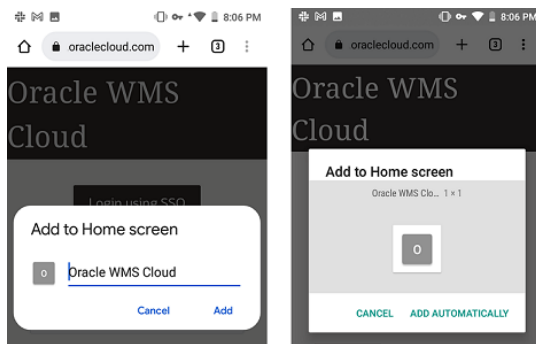 8:06 PM
oraclecloud.com
3
Oracle WMS
Cloud
Login using SSO
Add to Home screen
O
Oracle WMS Cloud
Cancel Add
8:06 PM
oraclecloud.com
3
Oracle WMS
Cloud
Add to Home screen
Oracle WMS Clo... 1 × 1
O
CANCEL ADD AUTOMATICALLY